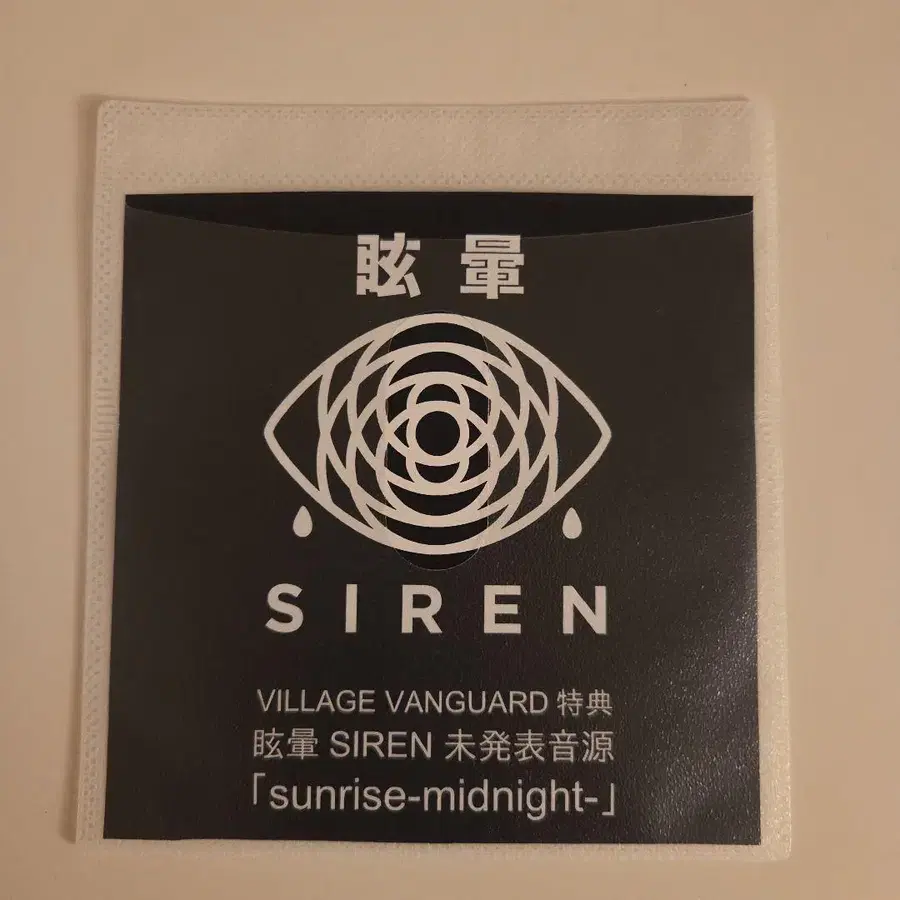 眩暈
SIREN
VILLAGE VANGUARD 特典
眩暈 SIREN 未発表音源
「sunrise-midnight-」